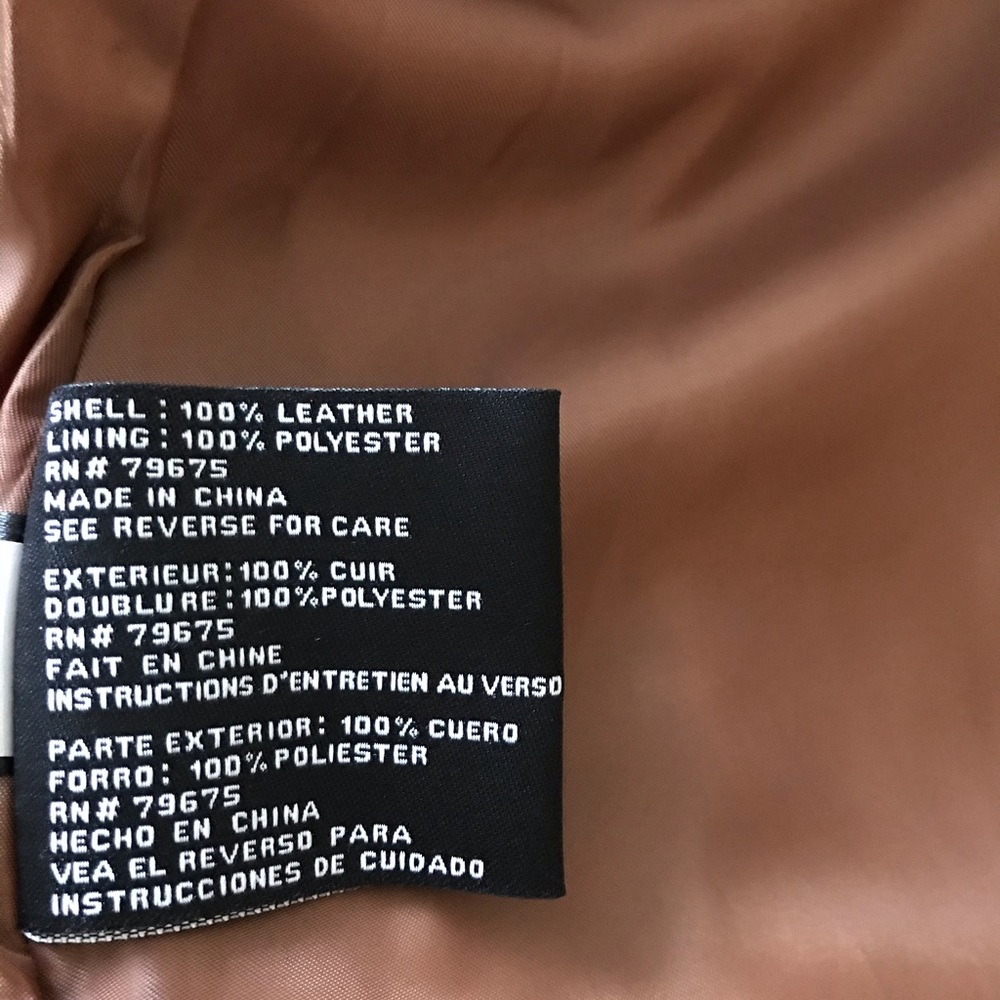 SHELL : 100% LEATHER
LINING : 100% POLYESTER
RN# 79675
MADE IN CHINA
SEE REVERSE FOR CARE
EXTERIEUR: 100% CUIR
DOUBLURE: 100% POLYESTER
RN# 79675
FAIT EN CHINE
INSTRUCTIONS D'ENTRETIEN AU VERSO
PARTE EXTERIOR: 100% CUERO
FORRO: 100% POLIESTER
RN# 79675
HECHO EN CHINA
VEA EL REVERSO PARA
INSTRUCCIONES DE CUIDADO